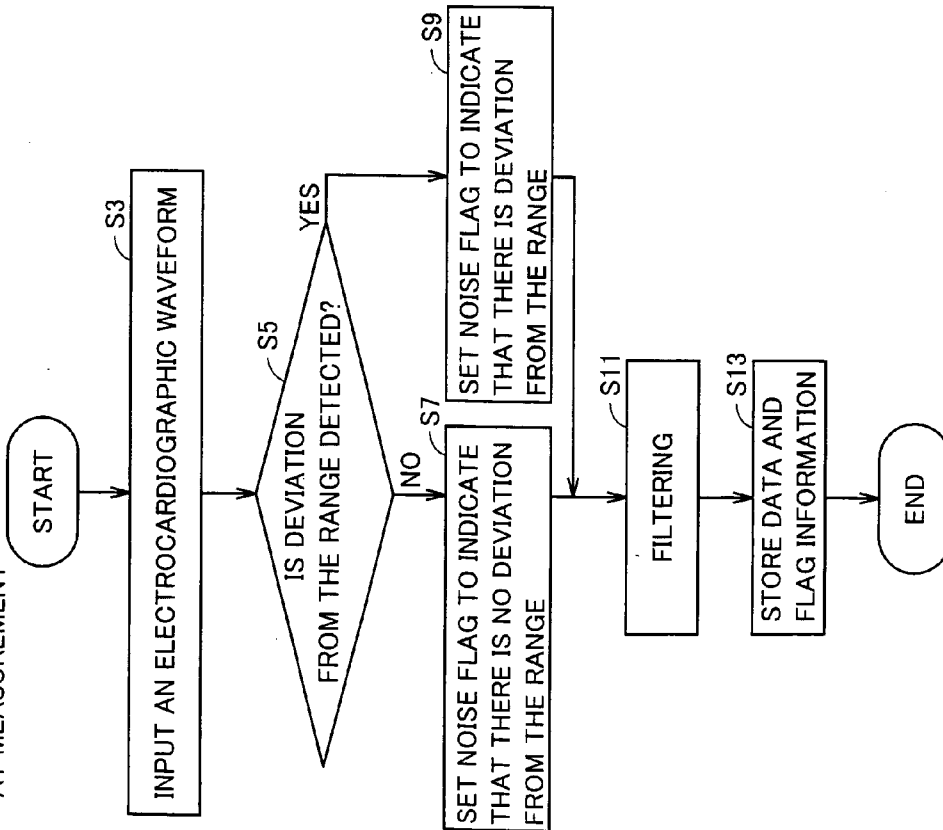 AT MEASUREMENT
START
S3
INPUT AN ELECTROCARDIOGRAPHIC WAVEFORM
S5
IS DEVIATION
FROM THE RANGE DETECTED?
YES
NO
S7
SET NOISE FLAG TO INDICATE
THAT THERE IS NO DEVIATION
FROM THE RANGE
S9
SET NOISE FLAG TO INDICATE
THAT THERE IS DEVIATION
FROM THE RANGE
S11
FILTERING
S13
STORE DATA AND
FLAG INFORMATION
END